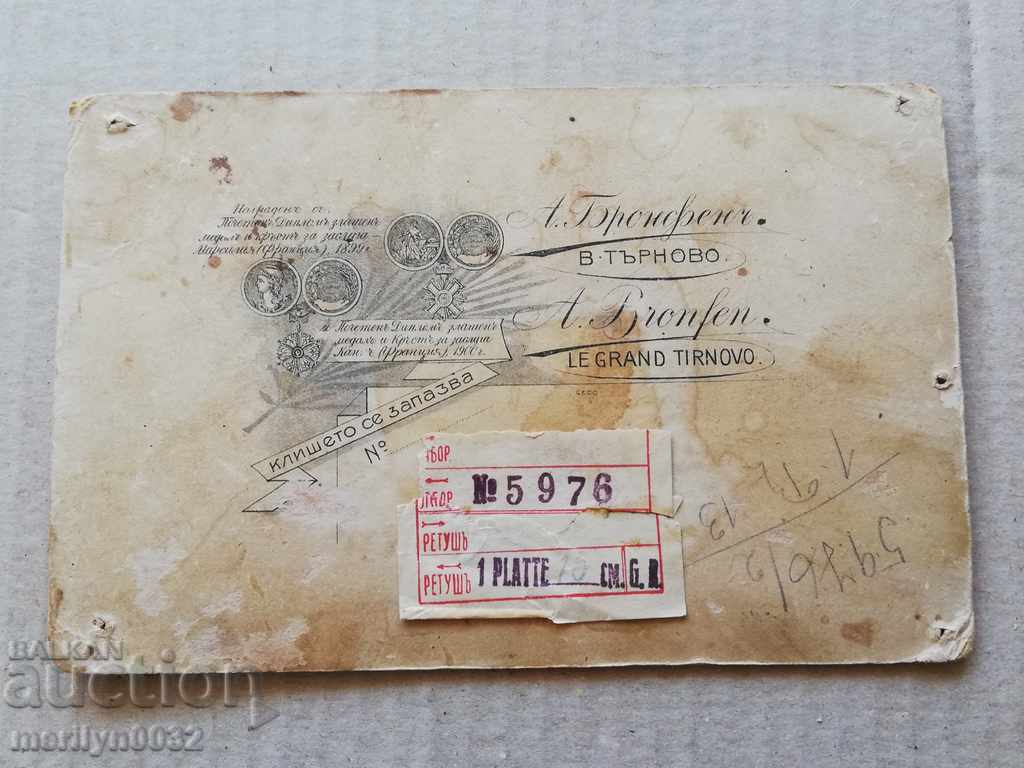 Награденъ съ
Почетенъ Дипломъ златенъ
медалъ и кръстъ за заслуга
Марсилия (Франция) 1899 г.
А. Бронфенъ.
В. ТЪРНОВО.
A. Bronfen.
LE GRAND TIRNOVO.
и Почетенъ Дипломъ златенъ
медалъ и Кръстъ за заслуга
Канъ (Франция) 1900 г.
КЛИШЕТО СЕ ЗАПАЗВА
№
№ 5976
РЕТУШЪ
РЕТУШЪ 1 PLATTE СМ. G. R.
13
5976/2
BALKAN
auction
merilyn0032